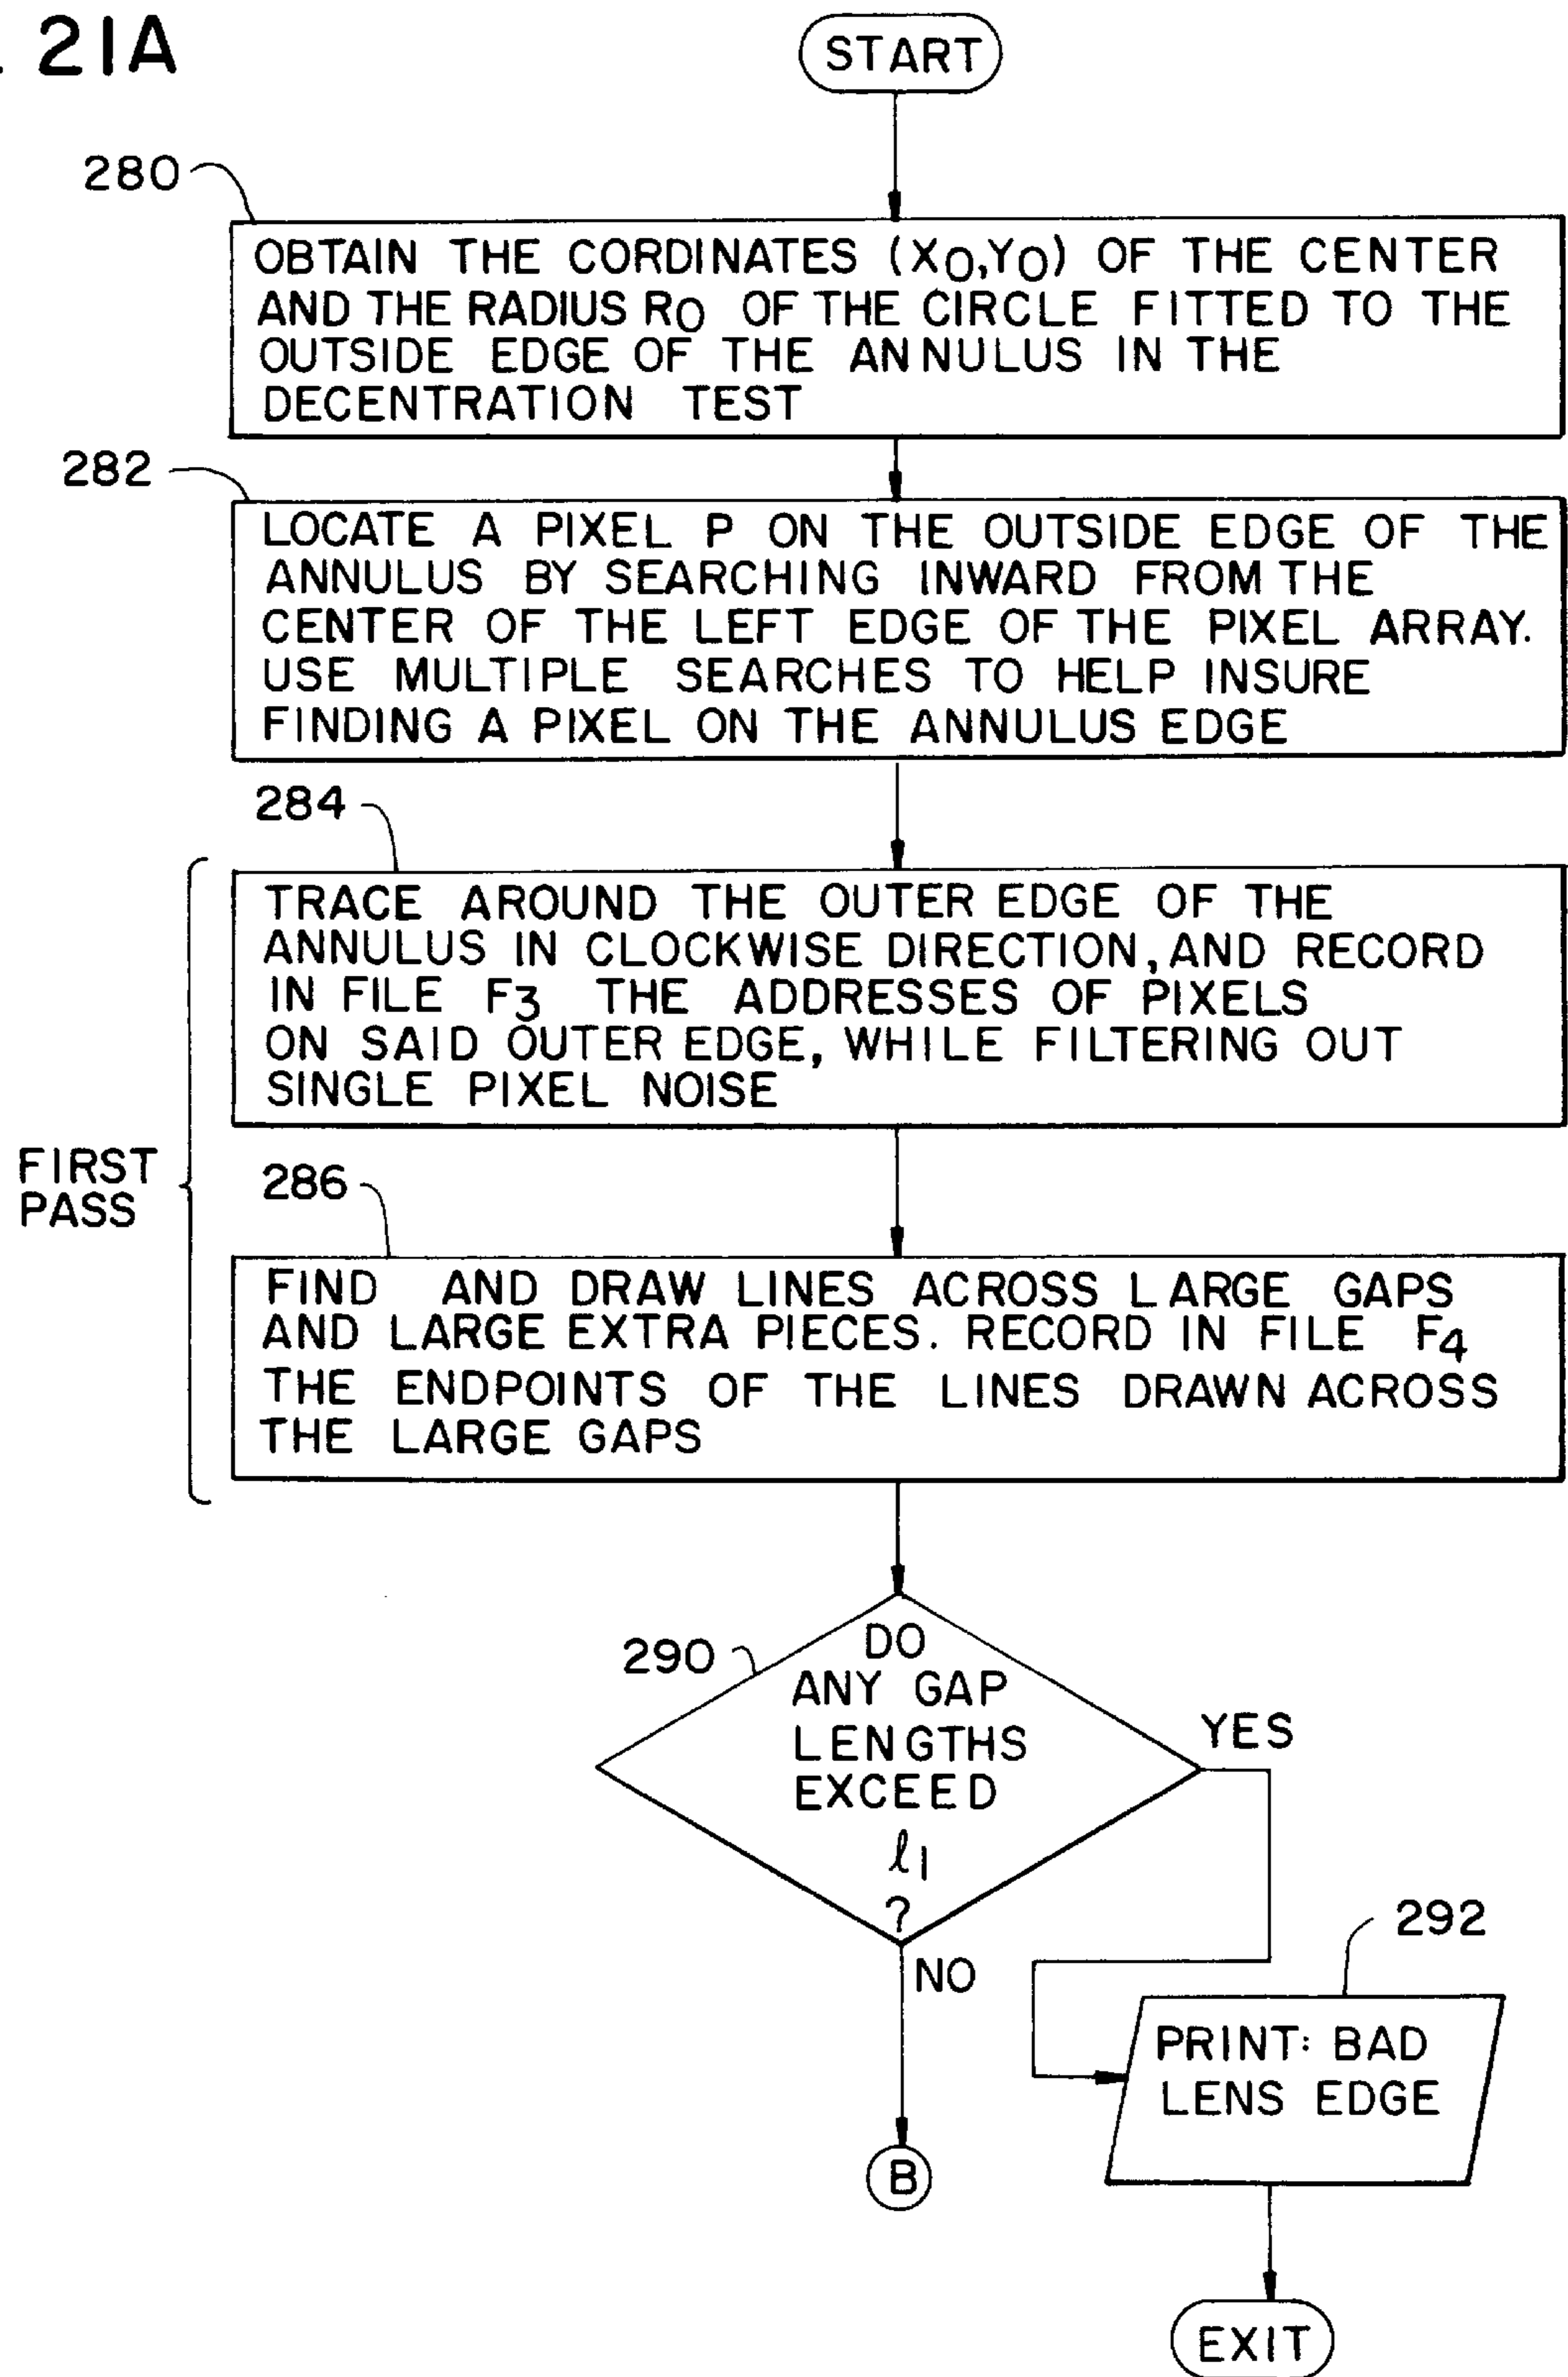 21A
START
280
OBTAIN THE CORDINATES (X0,Y0) OF THE CENTER
AND THE RADIUS R0 OF THE CIRCLE FITTED TO THE
OUTSIDE EDGE OF THE ANNULUS IN THE
DECENTRATION TEST
282
LOCATE A PIXEL P ON THE OUTSIDE EDGE OF THE
ANNULUS BY SEARCHING INWARD FROM THE
CENTER OF THE LEFT EDGE OF THE PIXEL ARRAY.
USE MULTIPLE SEARCHES TO HELP INSURE
FINDING A PIXEL ON THE ANNULUS EDGE
284
TRACE AROUND THE OUTER EDGE OF THE
ANNULUS IN CLOCKWISE DIRECTION, AND RECORD
IN FILE F3 THE ADDRESSES OF PIXELS
ON SAID OUTER EDGE, WHILE FILTERING OUT
SINGLE PIXEL NOISE
FIRST
PASS
286
FIND AND DRAW LINES ACROSS LARGE GAPS
AND LARGE EXTRA PIECES. RECORD IN FILE F4
THE ENDPOINTS OF THE LINES DRAWN ACROSS
THE LARGE GAPS
290
DO
ANY GAP
LENGTHS
EXCEED
ℓ1
?
YES
NO
292
PRINT: BAD
LENS EDGE
B
EXIT